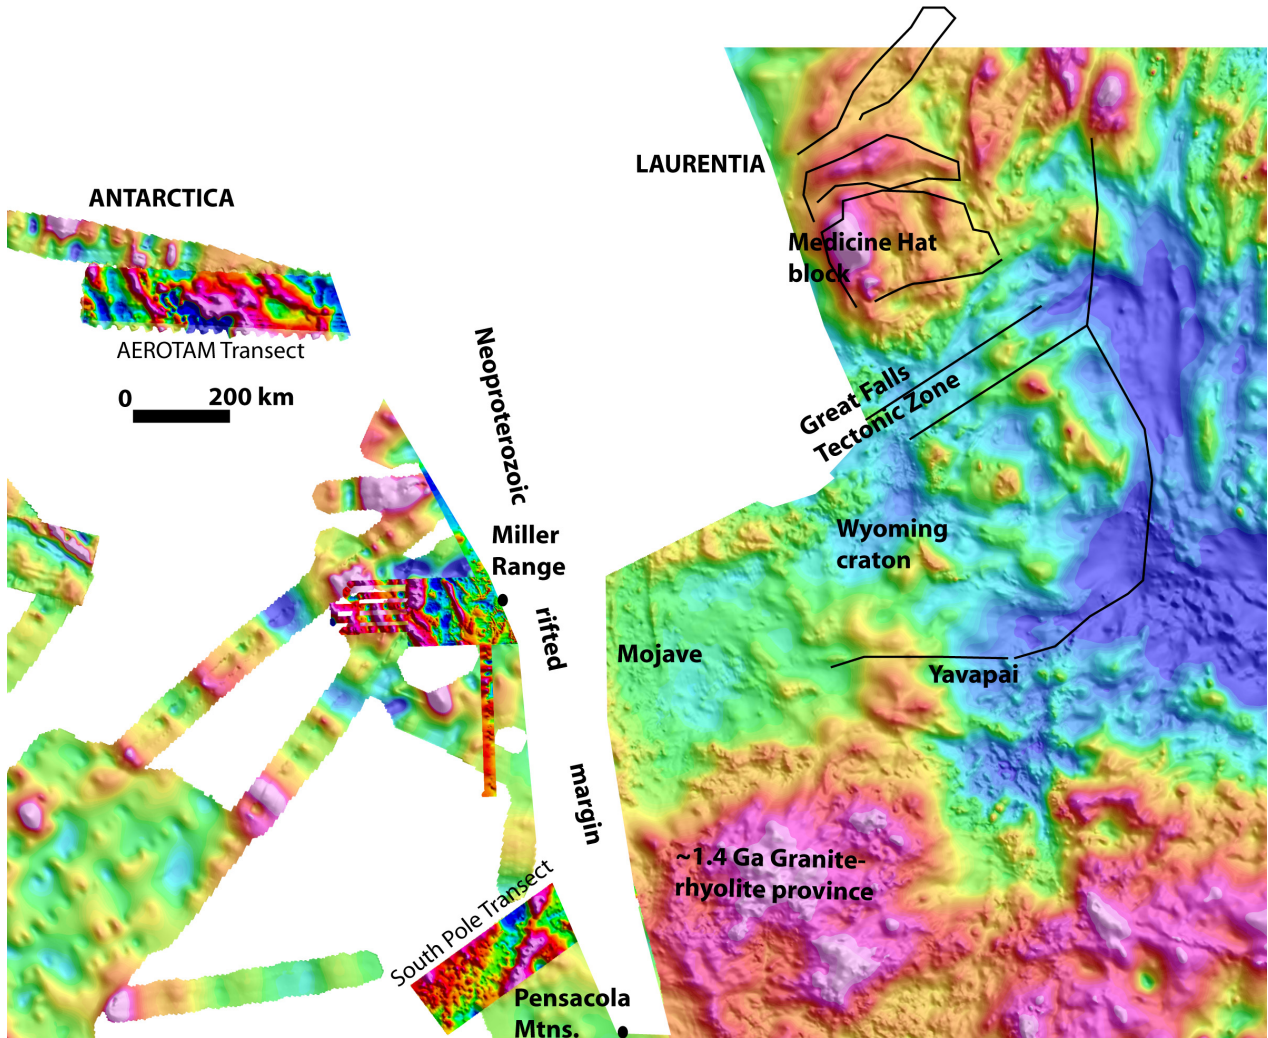 LAURENTIA
ANTARCTICA
Medicine Hat
block
AEROTAM Transect
0 200 km
Neoproterozoic
rifted
margin
Great Falls
Tectonic Zone
Miller
Range
Wyoming
craton
Mojave
Yavapai
~1.4 Ga Granite-
rhyolite province
South Pole Transect
Pensacola
Mtns.